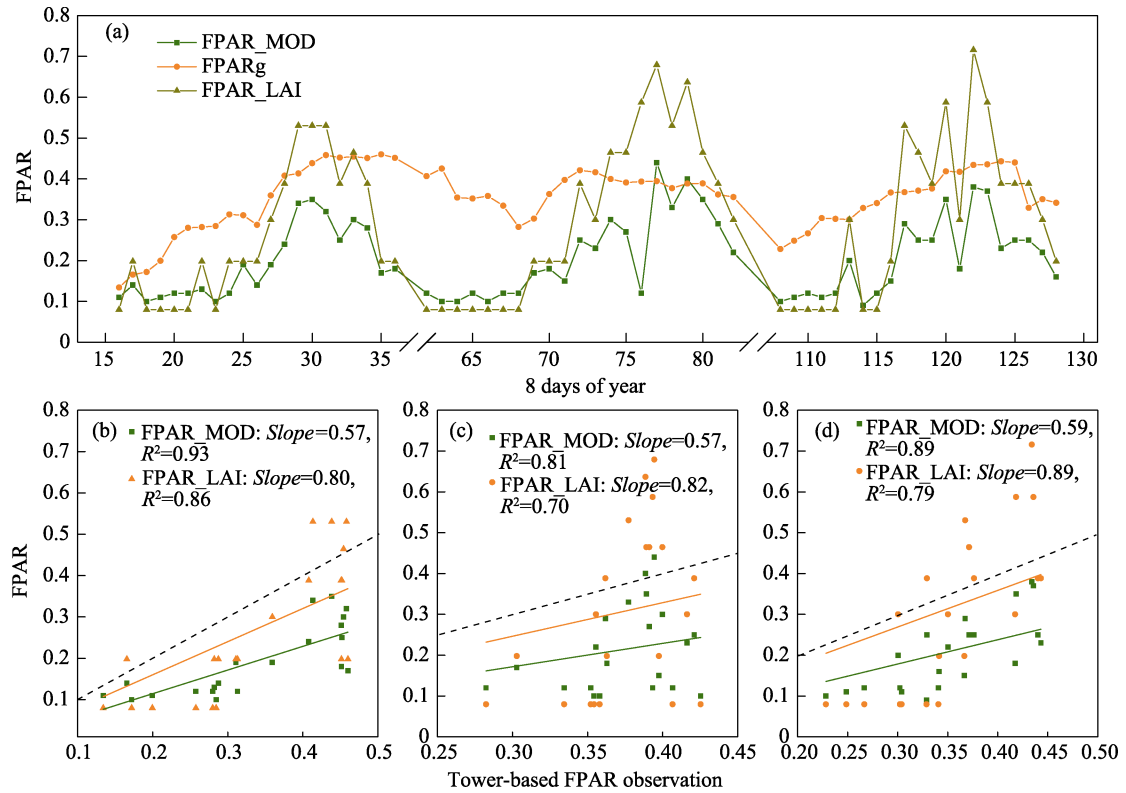 (a)
FPAR_MOD
FPARg
FPAR_LAI
FPAR
0.8
0.7
0.6
0.5
0.4
0.3
0.2
0.1
0
15 20 25 30 35 65 70 75 80 110 115 120 125 130
8 days of year
(b)
FPAR_MOD: Slope=0.57,
R²=0.93
FPAR_LAI: Slope=0.80,
R²=0.86
FPAR
0.8
0.7
0.6
0.5
0.4
0.3
0.2
0.1
0.1 0.2 0.3 0.4 0.5
(c)
FPAR_MOD: Slope=0.57,
R²=0.81
FPAR_LAI: Slope=0.82,
R²=0.70
0.8
0.7
0.6
0.5
0.4
0.3
0.2
0.1
0
0.25 0.30 0.35 0.40 0.45
(d)
FPAR_MOD: Slope=0.59,
R²=0.89
FPAR_LAI: Slope=0.89,
R²=0.79
0.8
0.7
0.6
0.5
0.4
0.3
0.2
0.1
0
0.20 0.25 0.30 0.35 0.40 0.45 0.50
Tower-based FPAR observation